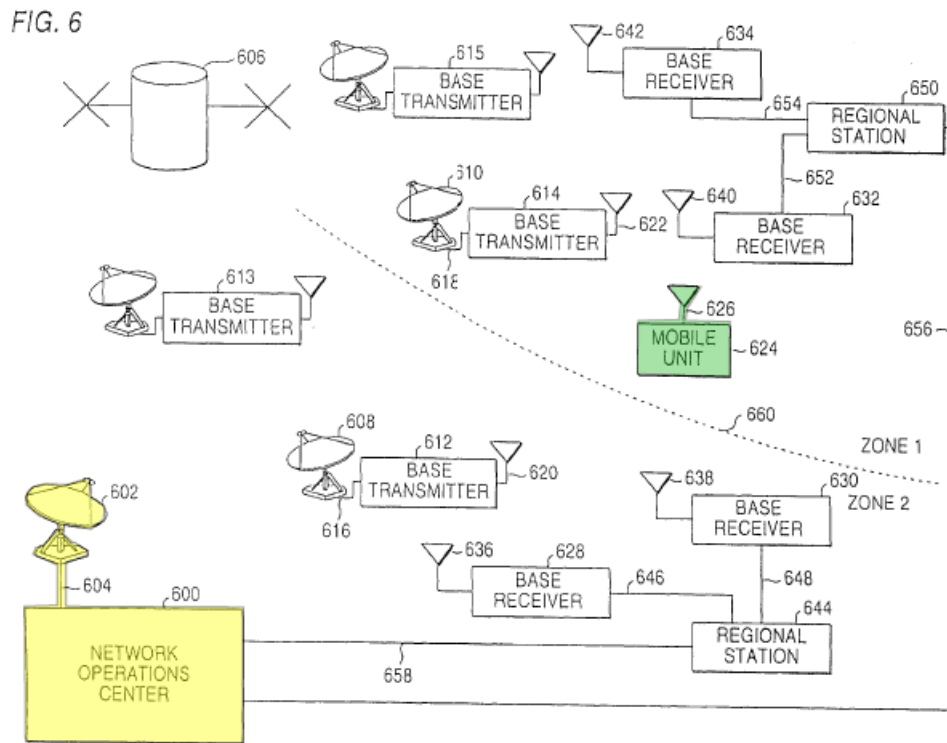 FIG. 6
606
615
BASE
TRANSMITTER
642
634
BASE
RECEIVER
654
650
REGIONAL
STATION
652
610
614
BASE
TRANSMITTER
618
622
640
632
BASE
RECEIVER
613
BASE
TRANSMITTER
626
MOBILE
UNIT
624
656
660
ZONE 1
ZONE 2
608
612
BASE
TRANSMITTER
616
620
638
630
BASE
RECEIVER
602
604
600
NETWORK
OPERATIONS
CENTER
636
628
BASE
RECEIVER
646
648
644
REGIONAL
STATION
658